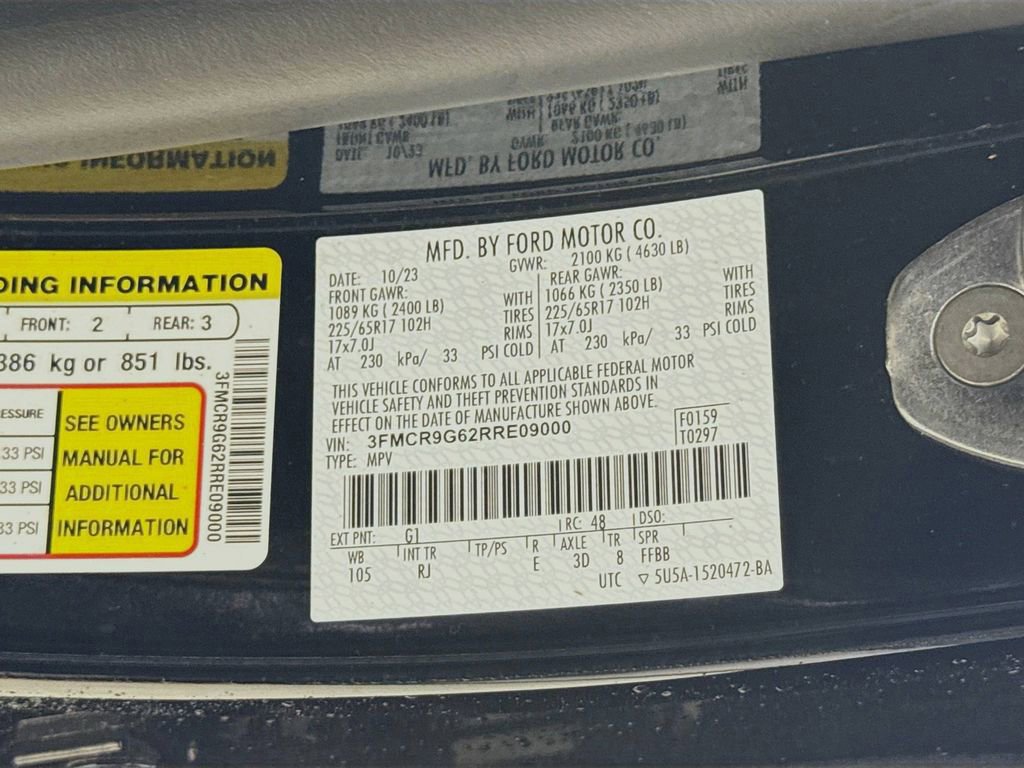 DING INFORMATION
FRONT: 2 REAR: 3
386 kg or 851 lbs.
ESSURE
33 PSI
33 PSI
33 PSI
SEE OWNERS
MANUAL FOR
ADDITIONAL
INFORMATION
3FMCR9G62RRE09000
MFD. BY FORD MOTOR CO.
DATE: 10/23 GVWR: 2100 KG ( 4630 LB)
FRONT GAWR: REAR GAWR:
1089 KG ( 2400 LB) WITH 1066 KG ( 2350 LB) WITH
225/65R17 102H TIRES 225/65R17 102H TIRES
17x7.0J RIMS 17x7.0J RIMS
AT 230 kPa/ 33 PSI COLD AT 230 kPa/ 33 PSI COLD
THIS VEHICLE CONFORMS TO ALL APPLICABLE FEDERAL MOTOR
VEHICLE SAFETY AND THEFT PREVENTION STANDARDS IN
EFFECT ON THE DATE OF MANUFACTURE SHOWN ABOVE.
VIN: 3FMCR9G62RRE09000 F0159
TYPE: MPV T0297
EXT PNT: G1 RC: 48 DSO:
WB INT TR TP/PS R AXLE TR SPR
105 RJ E 3D 8 FFBB
UTC ▽ 5U5A-1520472-BA